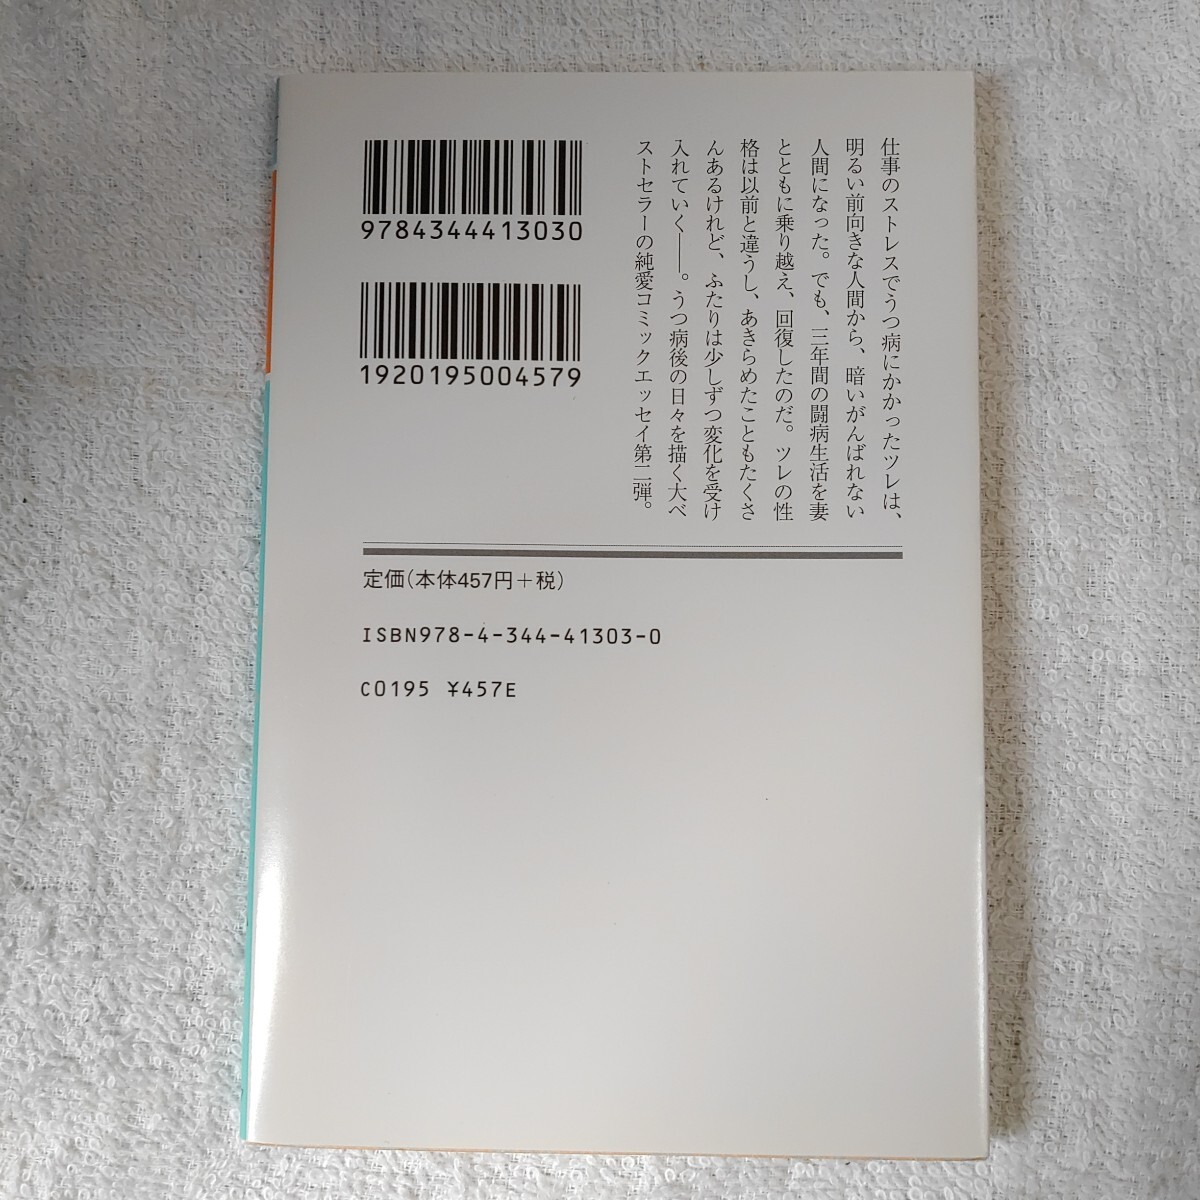 仕事のストレスでうつ病にかかったツレは、
明るい前向きな人間から、暗いがんばれない
人間になった。でも、三年間の闘病生活を妻
とともに乗り越え、回復したのだ。ツレの性
格は以前と違うし、あきらめたこともたくさ
んあるけれど、ふたりは少しずつ変化を受け
入れていく――。うつ病後の日々を描く大ベ
ストセラーの純愛コミックエッセイ第二弾。
9784344413030
1920195004579
定価(本体457円+税)
ISBN978-4-344-41303-0
C0195 ¥457E